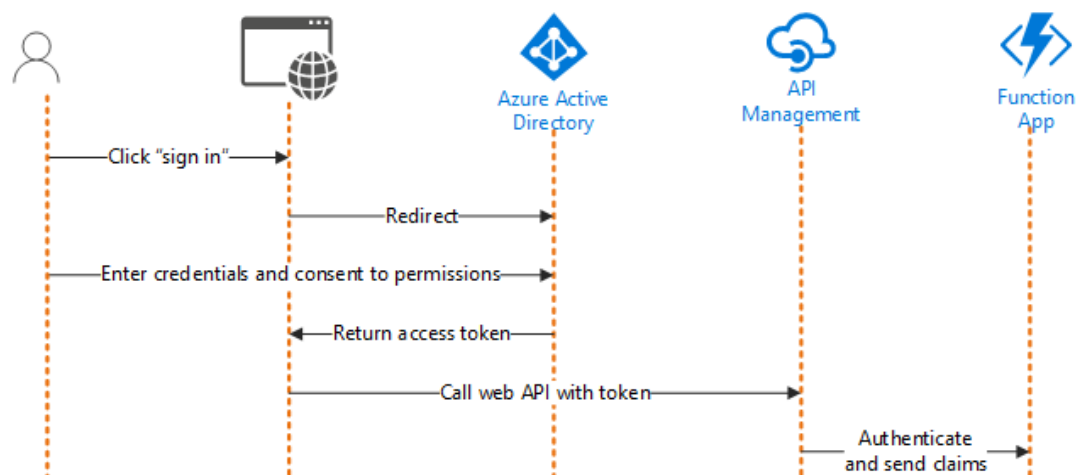 Azure Active
Directory
API
Management
Function
App
Click “sign in”
Redirect
Enter credentials and consent to permissions
Return access token
Call web API with token
Authenticate
and send claims